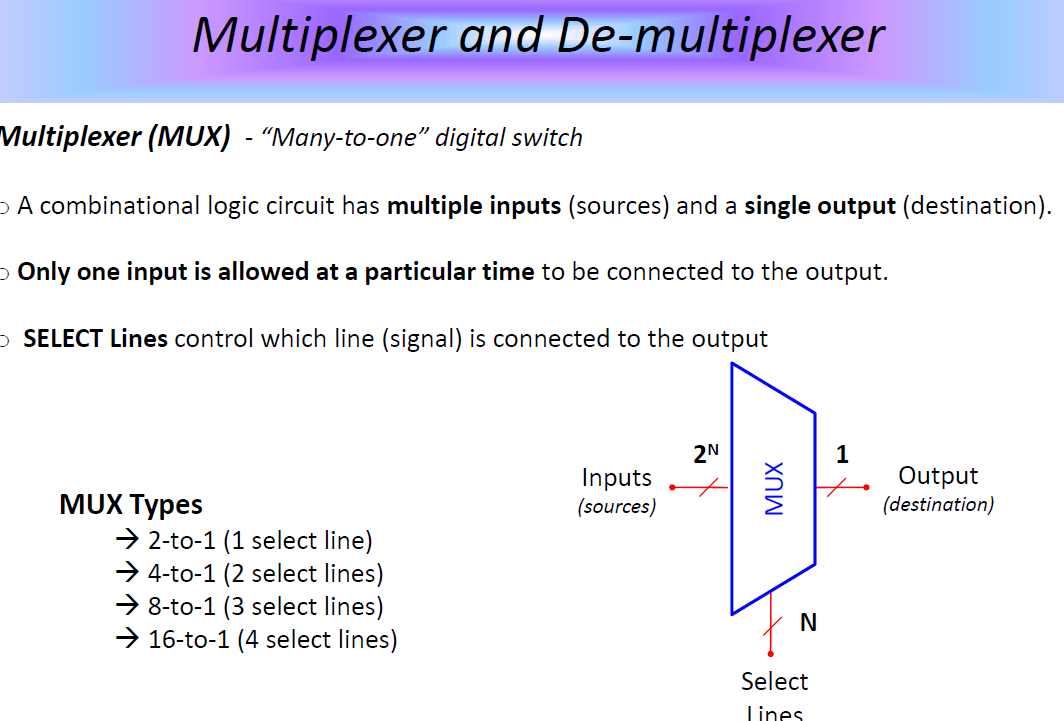 Multiplexer and De-multiplexer
Multiplexer (MUX) - “Many-to-one” digital switch
A combinational logic circuit has multiple inputs (sources) and a single output (destination).
Only one input is allowed at a particular time to be connected to the output.
SELECT Lines control which line (signal) is connected to the output
MUX Types
→ 2-to-1 (1 select line)
→ 4-to-1 (2 select lines)
→ 8-to-1 (3 select lines)
→ 16-to-1 (4 select lines)
Inputs
(sources)
2ᴺ
MUX
1
Output
(destination)
N
Select
Lines